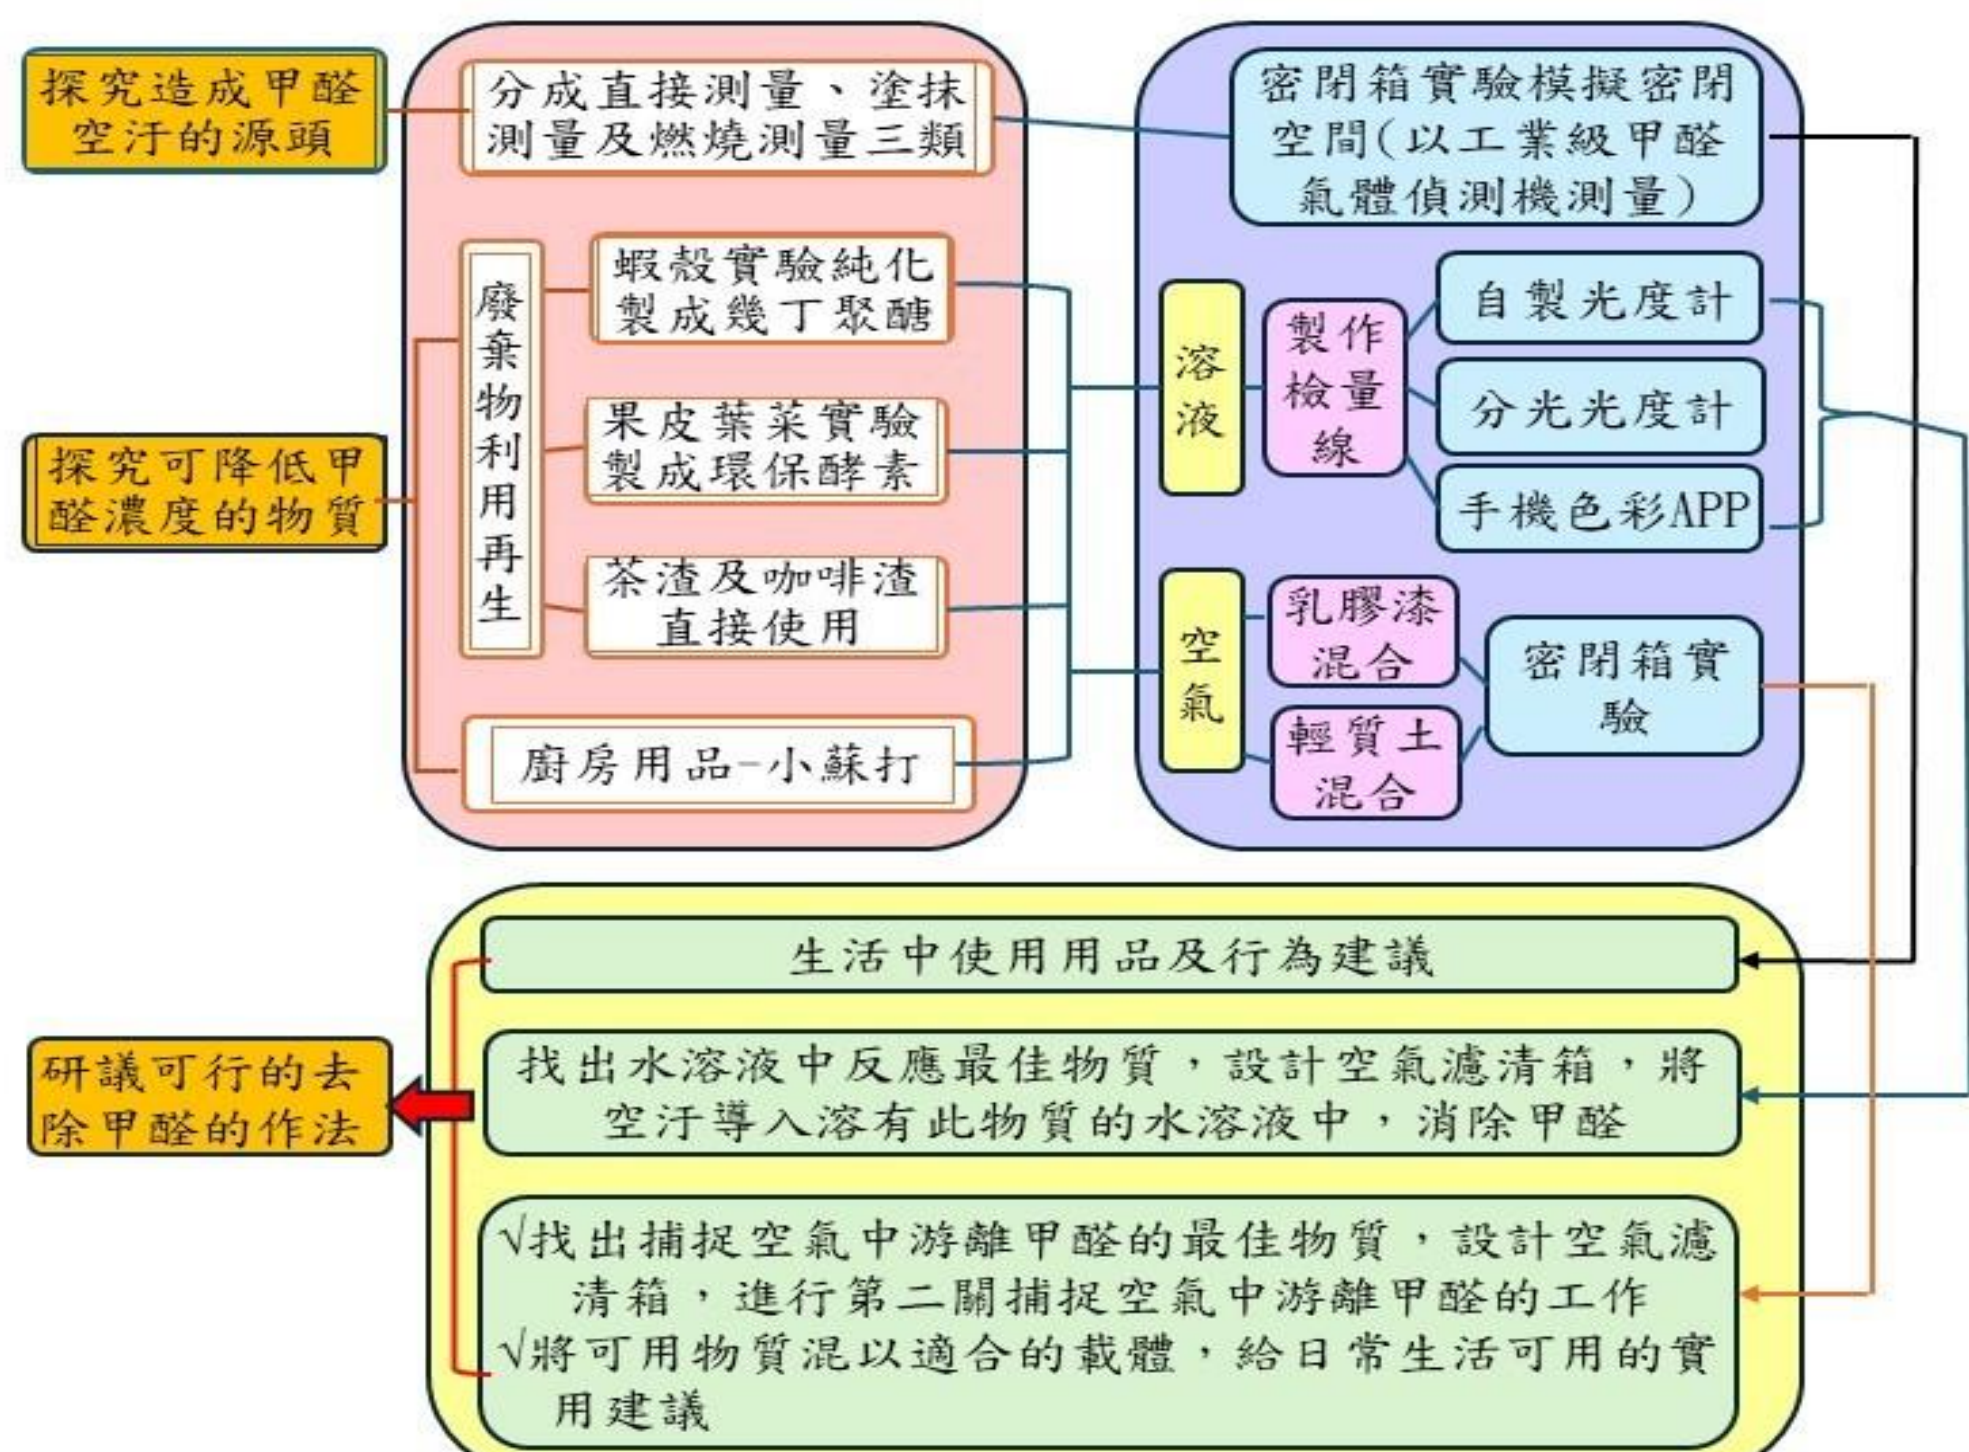 探究造成甲醛
空汙的源頭
分成直接測量、塗抹
測量及燃燒測量三類
密閉箱實驗模擬密閉
空間(以工業級甲醛
氣體偵測機測量)
探究可降低甲
醛濃度的物質
廢棄物利用再生
蝦殼實驗純化
製成幾丁聚醣
果皮葉菜實驗
製成環保酵素
茶渣及咖啡渣
直接使用
廚房用品-小蘇打
溶液
製作
檢量
線
自製光度計
分光光度計
手機色彩APP
空氣
乳膠漆
混合
輕質土
混合
密閉箱實
驗
生活中使用用品及行為建議
找出水溶液中反應最佳物質，設計空氣濾清箱，將
空汙導入溶有此物質的水溶液中，消除甲醛
√找出捕捉空氣中游離甲醛的最佳物質，設計空氣濾
清箱，進行第二關捕捉空氣中游離甲醛的工作
√將可用物質混以適合的載體，給日常生活可用的實
用建議
研議可行的去
除甲醛的作法